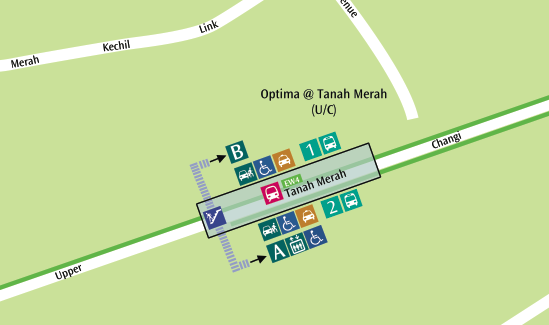 enue
Link
Kechil
Merah
Optima @ Tanah Merah
(U/C)
Changi
B
1
EW4
Tanah Merah
2
A
Upper